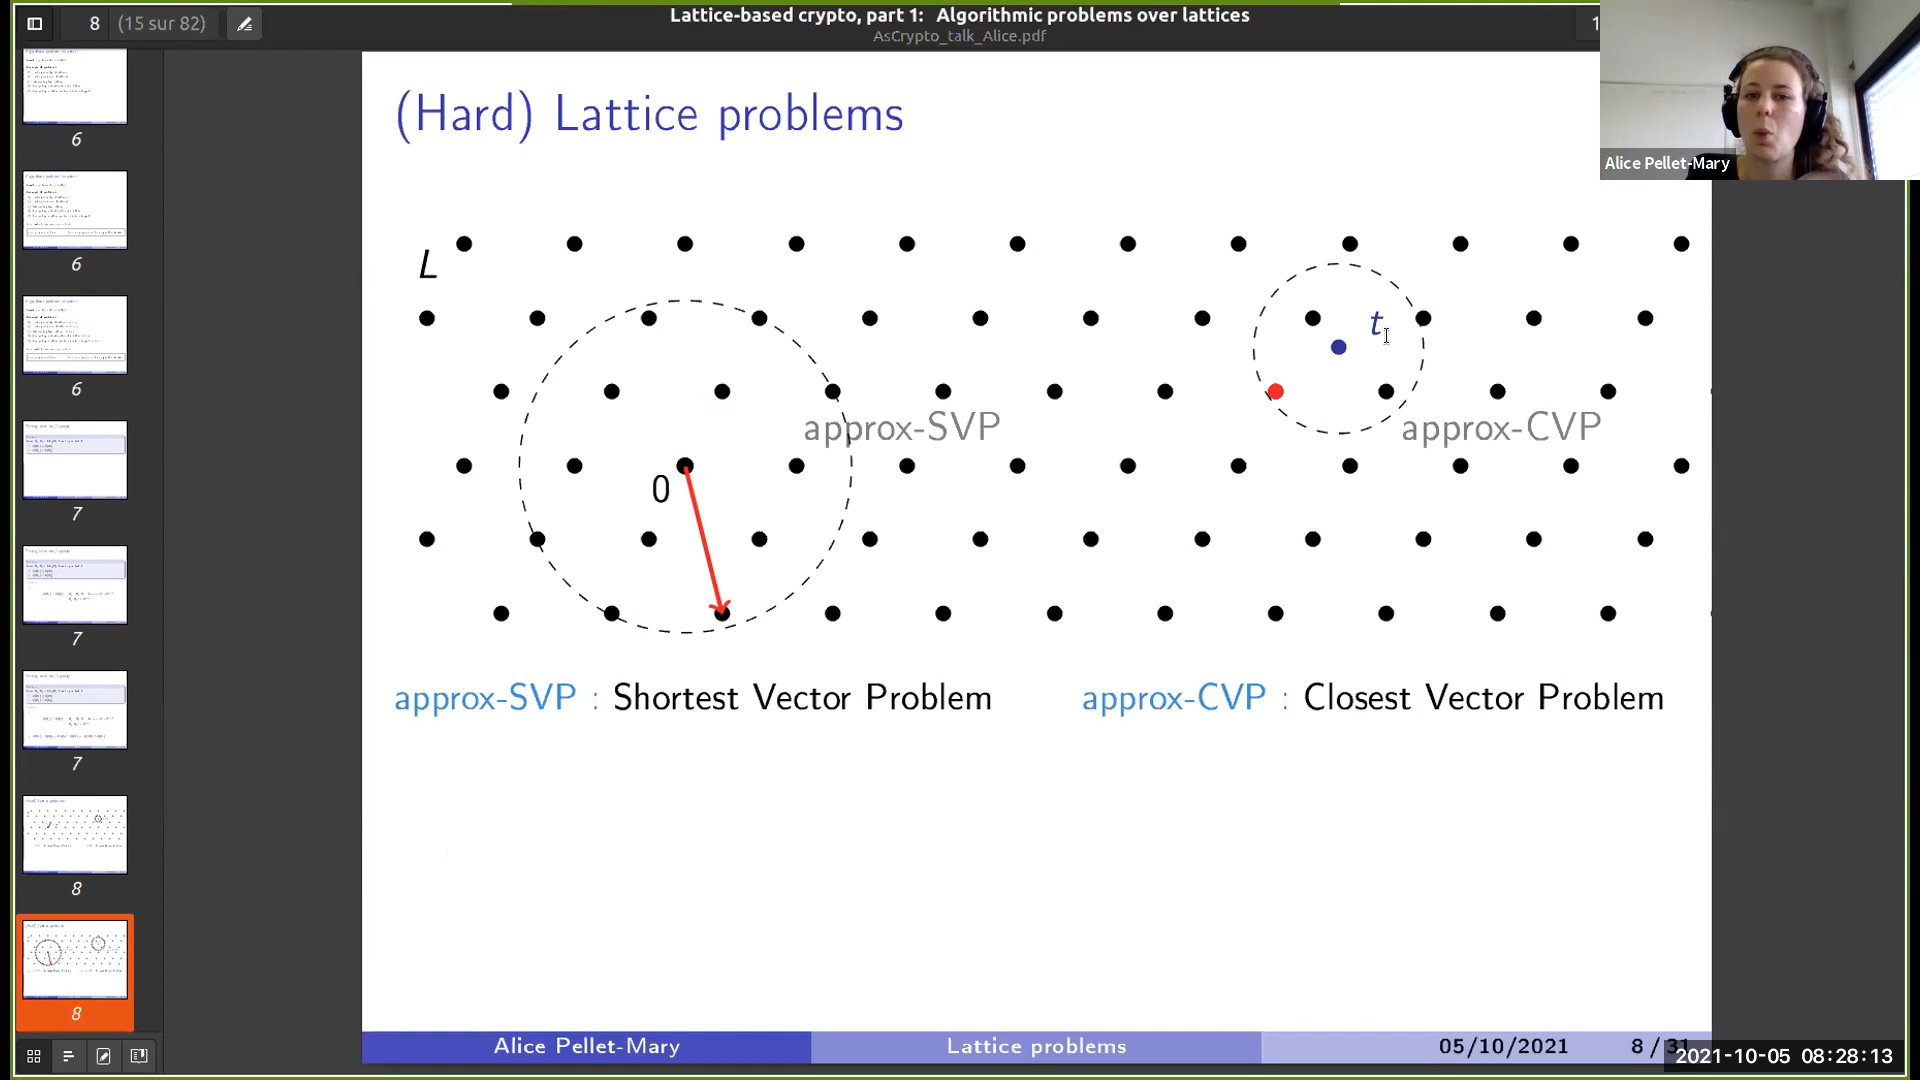 8 (15 sur 82)
Lattice-based crypto, part 1: Algorithmic problems over lattices
AsCrypto_talk_Alice.pdf
1
Alice Pellet-Mary
(Hard) Lattice problems
L
t
approx-SVP
approx-CVP
0
approx-SVP : Shortest Vector Problem
approx-CVP : Closest Vector Problem
6
6
6
7
7
7
8
8
Alice Pellet-Mary
Lattice problems
05/10/2021
8 / 31
2021-10-05 08:28:13